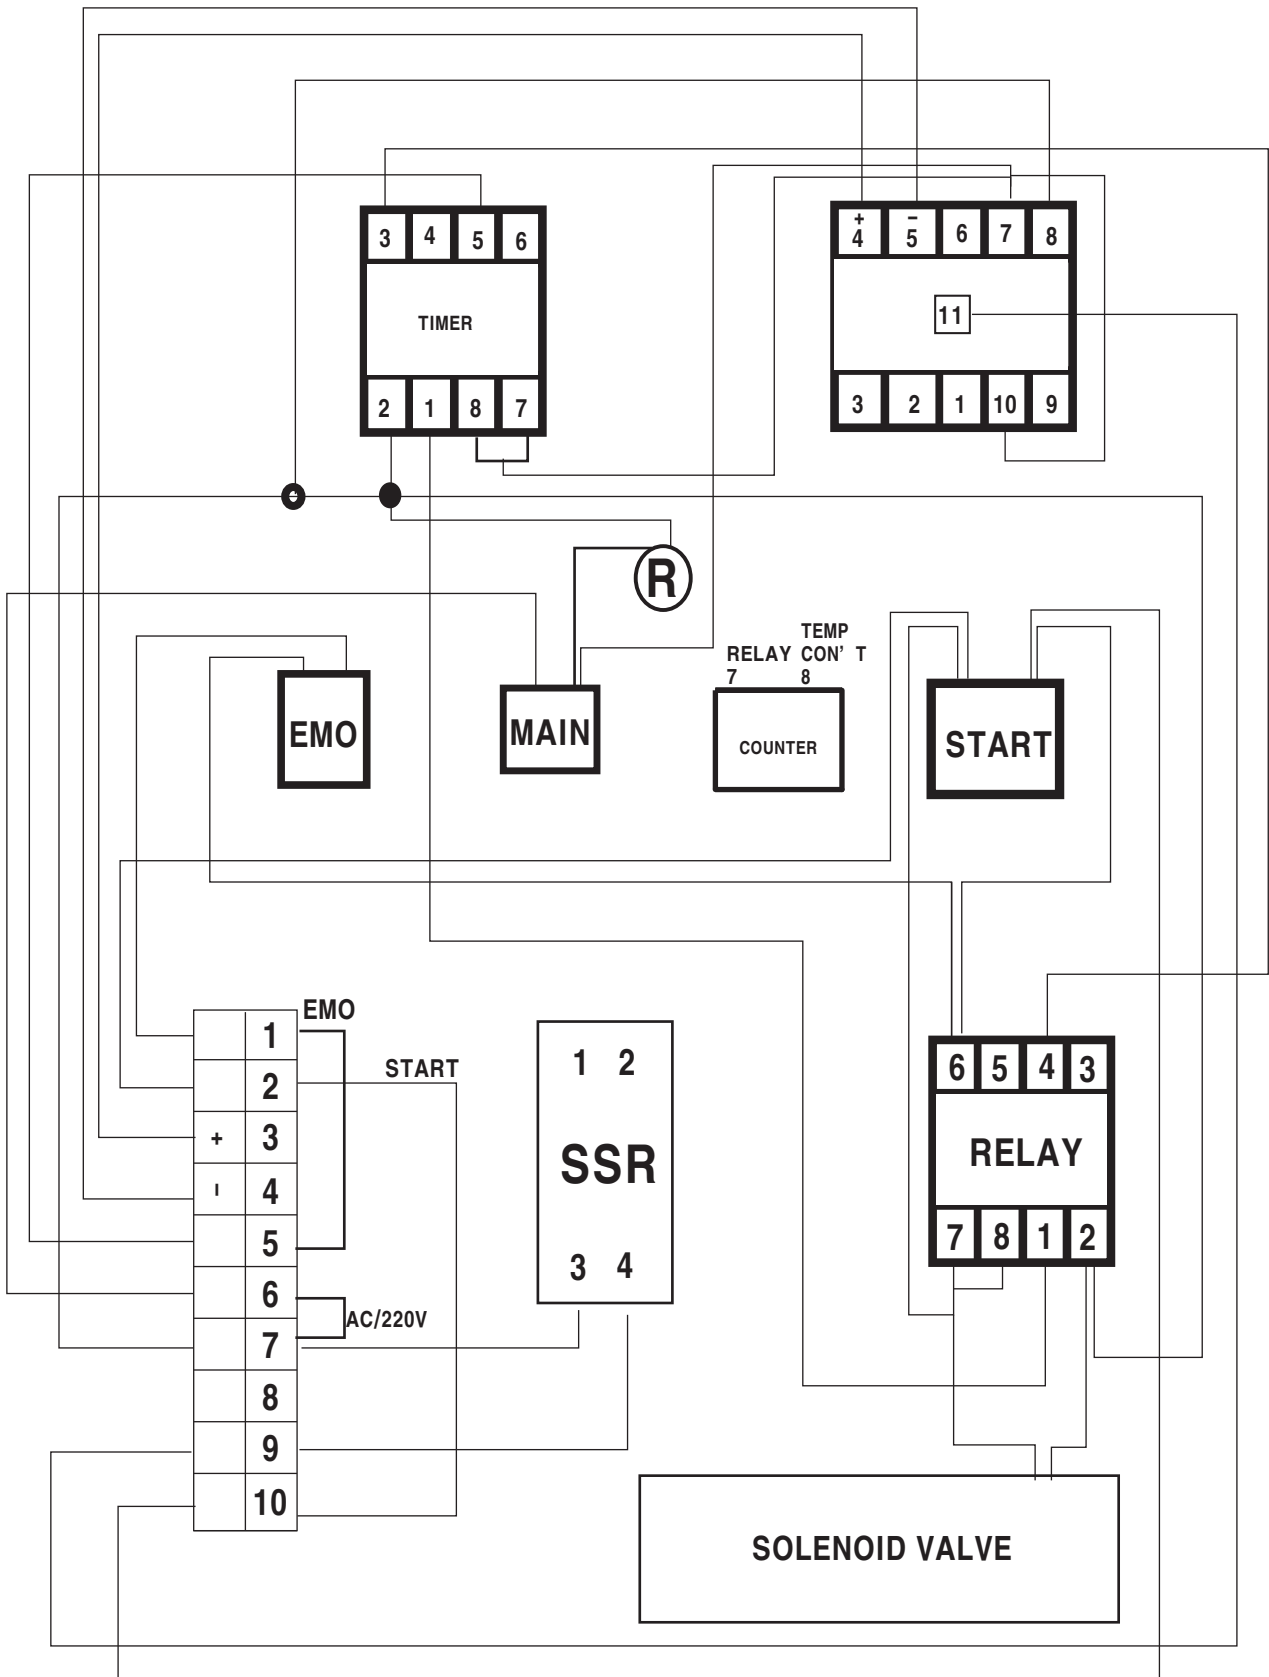 + −
3 4 5 6
4 5 6 7 8
TIMER
11
2 1 8 7
3 2 1 10 9
R
TEMP
RELAY CON' T
7 8
EMO
MAIN
COUNTER
START
EMO
1
START
2
+ 3
− 4
5
6
AC/220V
7
8
9
10
1 2
SSR
3 4
6 5 4 3
RELAY
7 8 1 2
SOLENOID VALVE